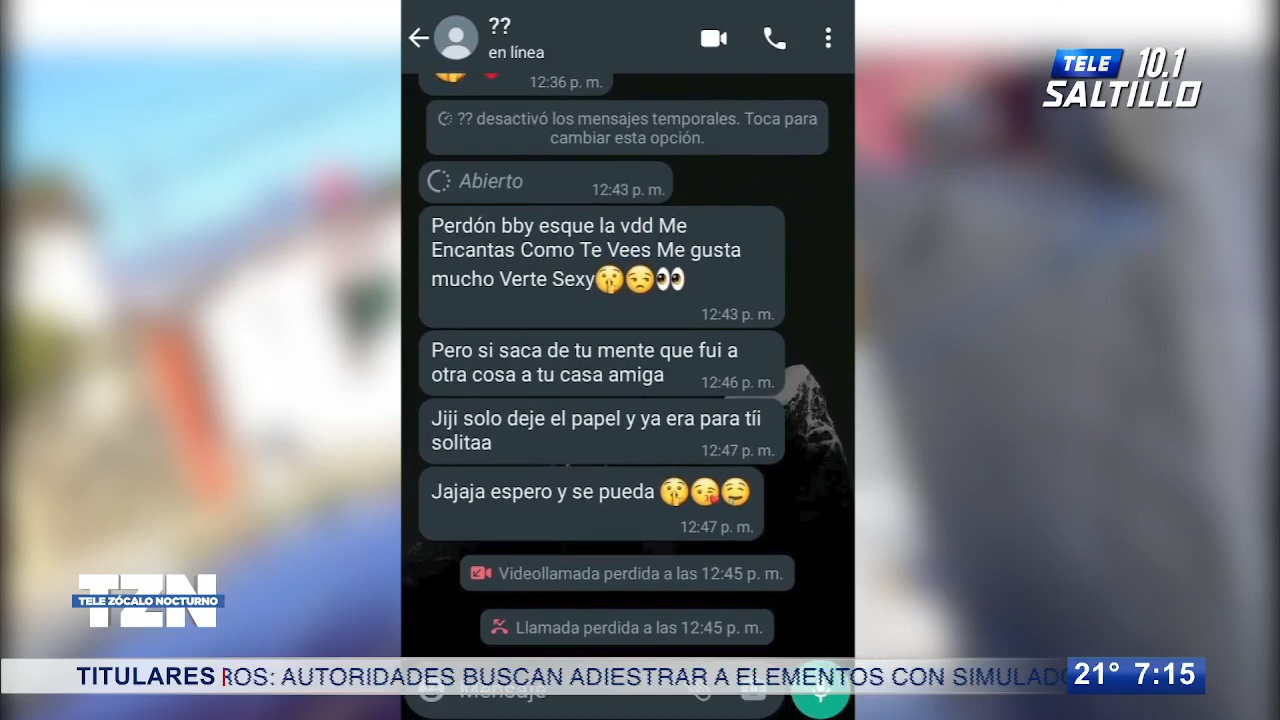 ??
en línea
TELE 10.1
SALTILLO
12:36 p. m.
?? desactivó los mensajes temporales. Toca para
cambiar esta opción.
Abierto
12:43 p. m.
Perdón bby esque la vdd Me
Encantas Como Te Vees Me gusta
mucho Verte Sexy🤫😒👀
12:43 p. m.
Pero si saca de tu mente que fui a
otra cosa a tu casa amiga 12:46 p. m.
Jiji solo deje el papel y ya era para tíi
solitaa 12:47 p. m.
Jajaja espero y se pueda 🤫😘🤤
12:47 p. m.
Videollamada perdida a las 12:45 p. m.
Llamada perdida a las 12:45 p. m.
TZN
TELE ZÓCALO NOCTURNO
TITULARES ROS: AUTORIDADES BUSCAN ADIESTRAR A ELEMENTOS CON SIMULADO 21° 7:15
Mensaje